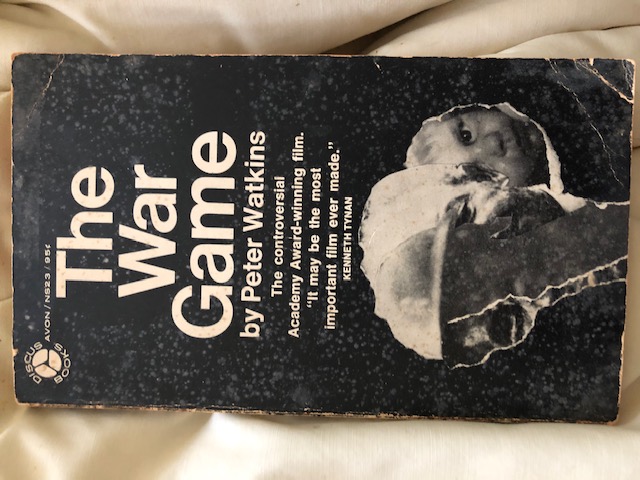 DISCUS
BOOKS
AVON / NS23 / 95¢
The
War
Game
by Peter Watkins
The controversial
Academy Award-winning film.
"It may be the most
important film ever made."
KENNETH TYNAN